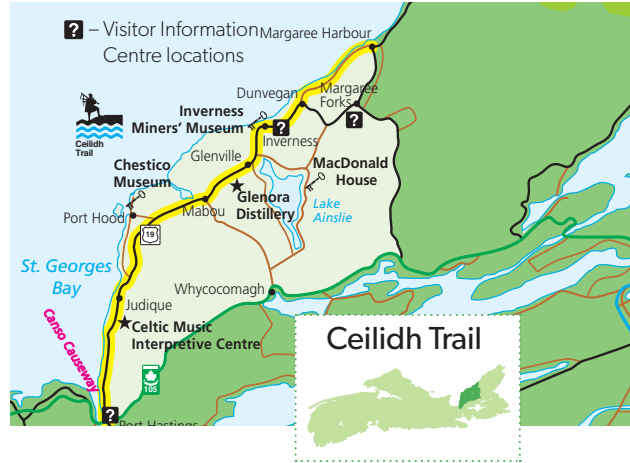 ? – Visitor Information
Centre locations
Margaree Harbour
Dunvegan
Margaree
Forks
?
Ceilidh
Trail
Inverness
Miners' Museum
?
Inverness
Glenville
MacDonald
House
Chestico
Museum
Glenora
Distillery
Lake
Ainslie
Port Hood
Mabou
19
St. Georges
Bay
Whycocomagh
Judique
Celtic Music
Interpretive Centre
Canso Causeway
105
?
Port Hastings
Ceilidh Trail